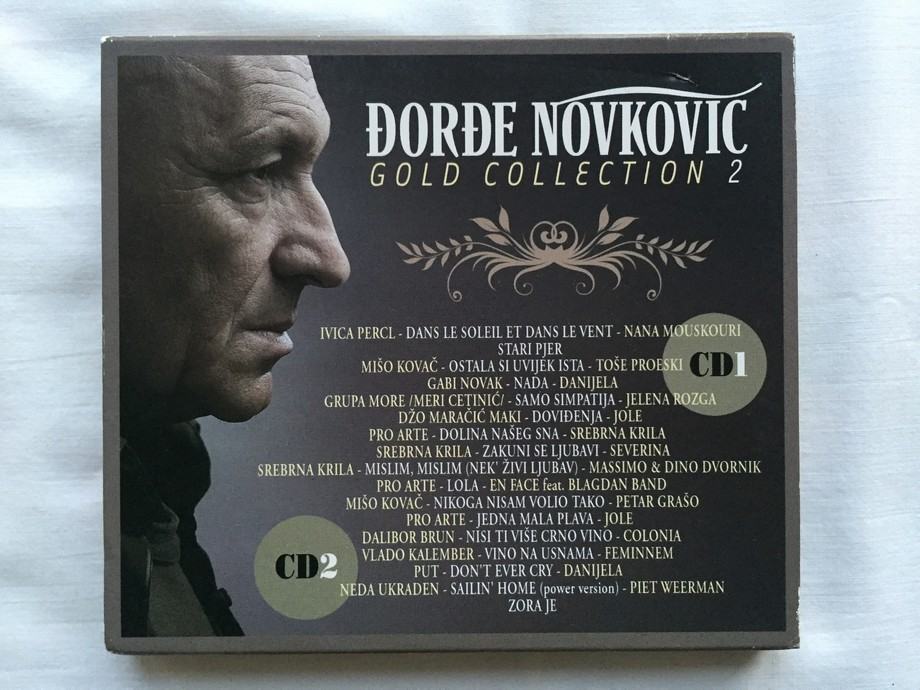 ĐORĐE NOVKOVIC
GOLD COLLECTION 2
IVICA PERCL - DANS LE SOLEIL ET DANS LE VENT - NANA MOUSKOURI
STARI PJER
MIŠO KOVAČ - OSTALA SI UVIJEK ISTA - TOŠE PROESKI
CD1
GABI NOVAK - NADA - DANIJELA
GRUPA MORE /MERI CETINIĆ/ - SAMO SIMPATIJA - JELENA ROZGA
DŽO MARAČIĆ MAKI - DOVIĐENJA - JOLE
PRO ARTE - DOLINA NAŠEG SNA - SREBRNA KRILA
SREBRNA KRILA - ZAKUNI SE LJUBAVI - SEVERINA
SREBRNA KRILA - MISLIM, MISLIM (NEK' ŽIVI LJUBAV) - MASSIMO & DINO DVORNIK
PRO ARTE - LOLA - EN FACE feat. BLAGDAN BAND
MIŠO KOVAČ - NIKOGA NISAM VOLIO TAKO - PETAR GRAŠO
PRO ARTE - JEDNA MALA PLAVA - JOLE
DALIBOR BRUN - NISI TI VIŠE CRNO VINO - COLONIA
VLADO KALEMBER - VINO NA USNAMA - FEMINNEM
CD2
PUT - DON'T EVER CRY - DANIJELA
NEDA UKRADEN - SAILIN' HOME (power version) - PIET WEERMAN
ZORA JE